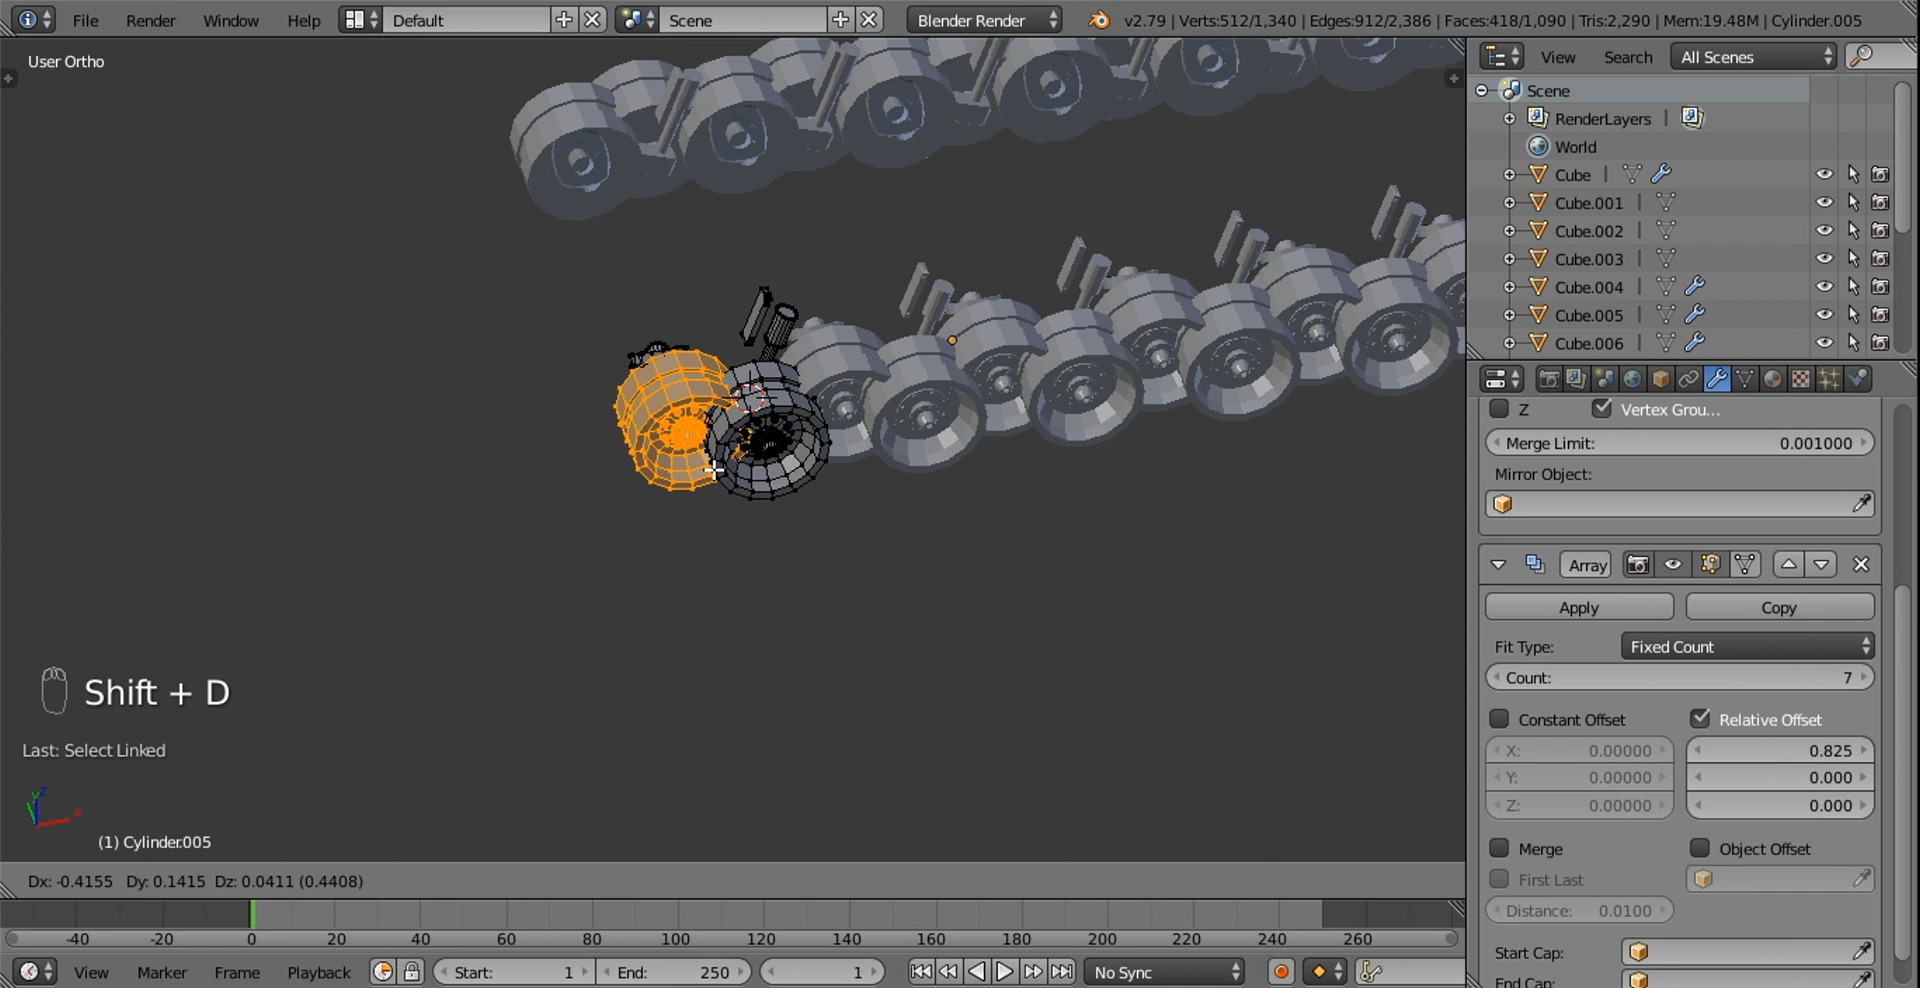 File Render Window Help Default Scene Blender Render v2.79 | Verts:512/1,340 | Edges:912/2,386 | Faces:418/1,090 | Tris:2,290 | Mem:19.48M | Cylinder.005
User Ortho
View Search All Scenes
Scene
RenderLayers |
World
Cube |
Cube.001 |
Cube.002 |
Cube.003 |
Cube.004 |
Cube.005 |
Cube.006 |
Z Vertex Grou...
Merge Limit: 0.001000
Mirror Object:
Array
Apply Copy
Fit Type: Fixed Count
Count: 7
Constant Offset Relative Offset
X: 0.00000 0.825
Y: 0.00000 0.000
Z: 0.00000 0.000
Merge Object Offset
First Last
Distance: 0.0100
Start Cap:
End Cap:
Shift + D
Last: Select Linked
z
y
x
(1) Cylinder.005
Dx: -0.4155 Dy: 0.1415 Dz: 0.0411 (0.4408)
-40 -20 0 20 40 60 80 100 120 140 160 180 200 220 240 260
View Marker Frame Playback Start: 1 End: 250 1 No Sync